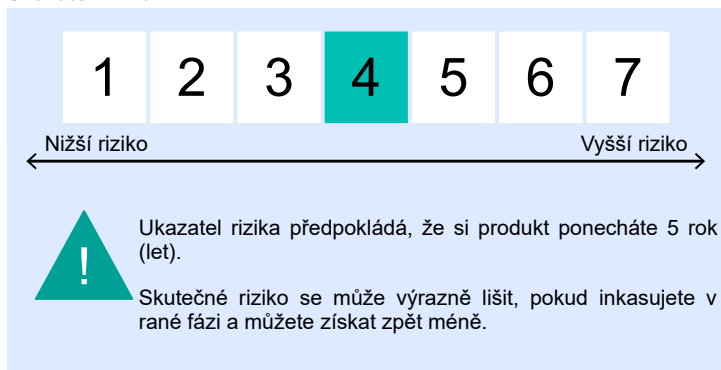 1 2 3 4 5 6 7
Nižší riziko Vyšší riziko
Ukazatel rizika předpokládá, že si produkt ponecháte 5 rok
(let).
!
Skutečné riziko se může výrazně lišit, pokud inkasujete v
rané fázi a můžete získat zpět méně.